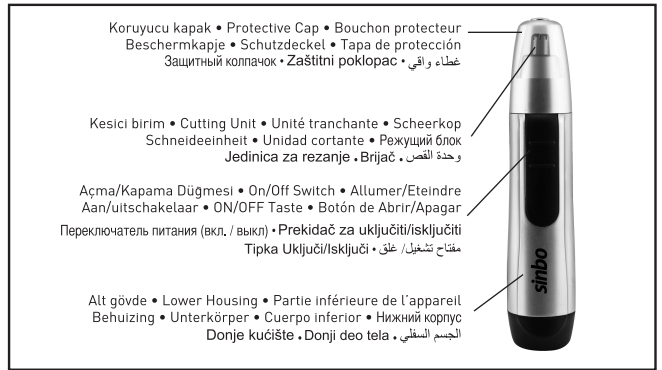 Koruyucu kapak • Protective Cap • Bouchon protecteur
Beschermkapje • Schutzdeckel • Tapa de protección
Защитный колпачок • Zaštitni poklopac • غطاء واقي
Kesici birim • Cutting Unit • Unité tranchante • Scheerkop
Schneideeinheit • Unidad cortante • Режущий блок
Jedinica za rezanje • Brijač • وحدة القص
Açma/Kapama Düğmesi • On/Off Switch • Allumer/Eteindre
Aan/uitschakelaar • ON/OFF Taste • Botón de Abrir/Apagar
Переключатель питания (вкл. / выкл) • Prekidač za uključiti/isključiti
Tipka Uključi/Isključi • مفتاح تشغيل/ غلق
Alt gövde • Lower Housing • Partie inférieure de l'appareil
Behuizing • Unterkörper • Cuerpo inferior • Нижний корпус
Donje kućište • Donji deo tela • الجسم السفلي
sinbo